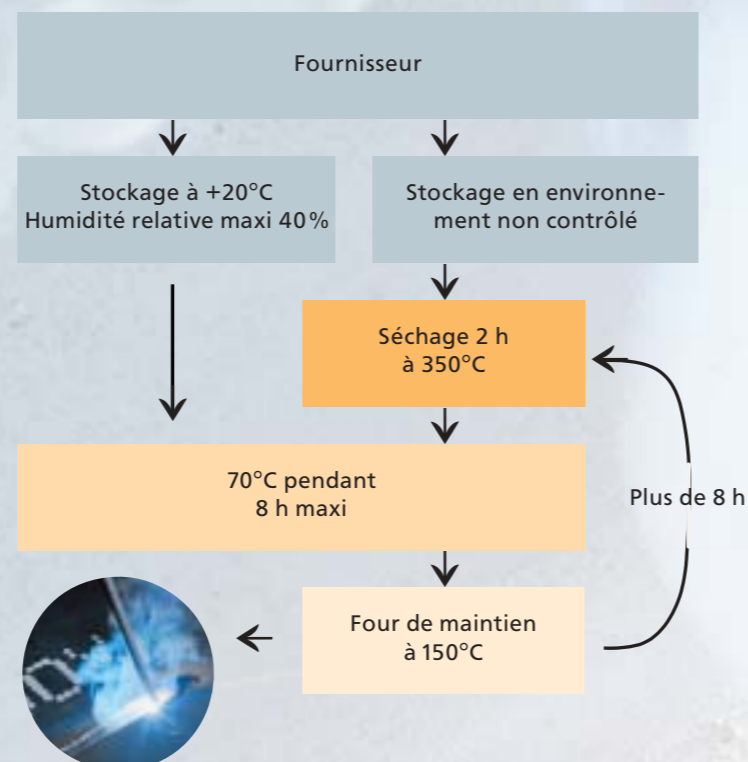 Fournisseur
Stockage à +20°C
Humidité relative maxi 40%
Stockage en environne-
ment non contrôlé
Séchage 2 h
à 350°C
70°C pendant
8 h maxi
Plus de 8 h
Four de maintien
à 150°C